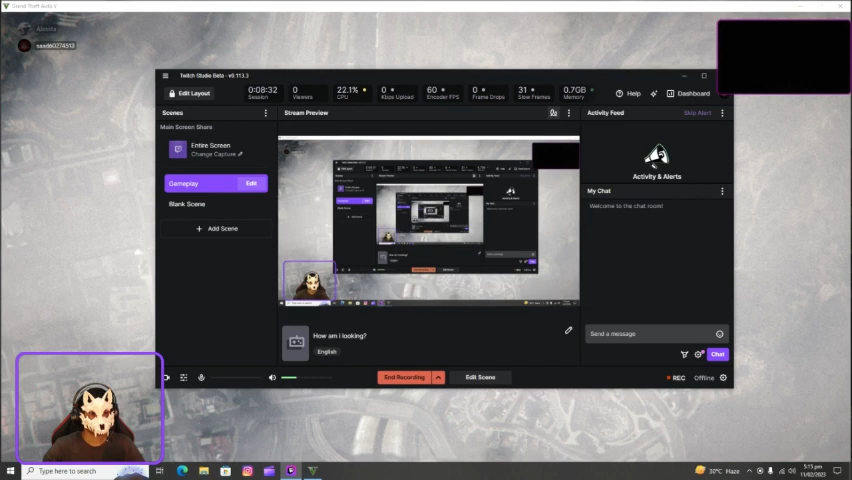 Grand Theft Auto V
Alaouta
sasd60274513
Twitch Studio Beta - v0.113.3
Edit Layout
0:08:32
Session
0
Viewers
22.1%
CPU
0
Kbps Upload
60
Encoder FPS
0
Frame Drops
31
Slow Frames
0.7GB
Memory
Help
Dashboard
Scenes
Stream Preview
Activity Feed
Skip Alert
Main Screen Share
Entire Screen
Change Capture
Gameplay
Edit
Blank Scene
+ Add Scene
Activity & Alerts
My Chat
Welcome to the chat room!
How am i looking?
English
Send a message
Chat
End Recording
Edit Scene
REC
Offline
Type here to search
30°C Haze
5:15 pm
11/02/2023